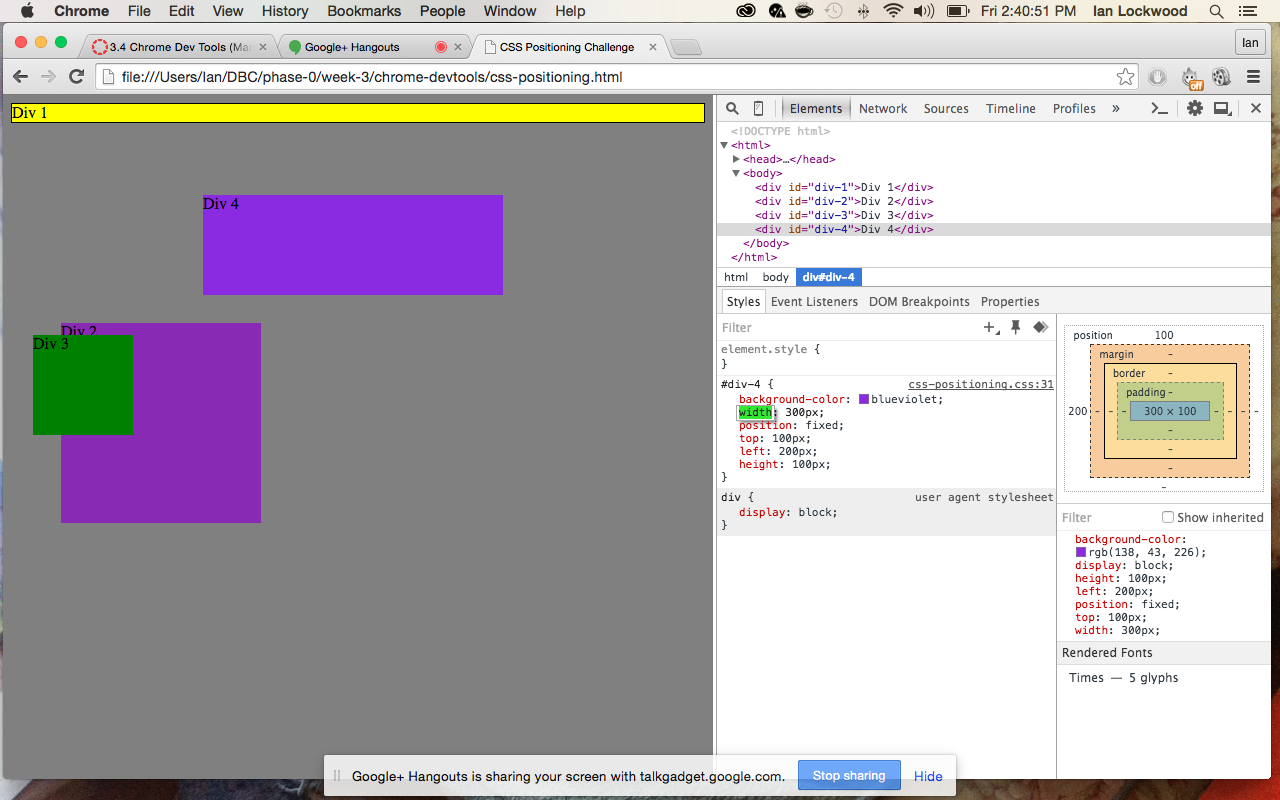 Chrome File Edit View History Bookmarks People Window Help Fri 2:40:51 PM Ian Lockwood
3.4 Chrome Dev Tools (Ma
Google+ Hangouts
CSS Positioning Challenge
Ian
file:///Users/Ian/DBC/phase-0/week-3/chrome-devtools/css-positioning.html
off
Div 1
Div 4
Div 2
Div 3
Elements Network Sources Timeline Profiles »
<!DOCTYPE html>
<html>
<head>…</head>
<body>
<div id="div-1">Div 1</div>
<div id="div-2">Div 2</div>
<div id="div-3">Div 3</div>
<div id="div-4">Div 4</div>
</body>
</html>
html body div#div-4
Styles Event Listeners DOM Breakpoints Properties
Filter
element.style {
}
#div-4 { css-positioning.css:31
background-color: blueviolet;
width: 300px;
position: fixed;
top: 100px;
left: 200px;
height: 100px;
}
div { user agent stylesheet
display: block;
}
position 100
margin -
border -
padding -
200 - - - 300 × 100 - - -
-
-
-
-
Filter Show inherited
background-color:
rgb(138, 43, 226);
display: block;
height: 100px;
left: 200px;
position: fixed;
top: 100px;
width: 300px;
Rendered Fonts
Times — 5 glyphs
Google+ Hangouts is sharing your screen with talkgadget.google.com. Stop sharing Hide